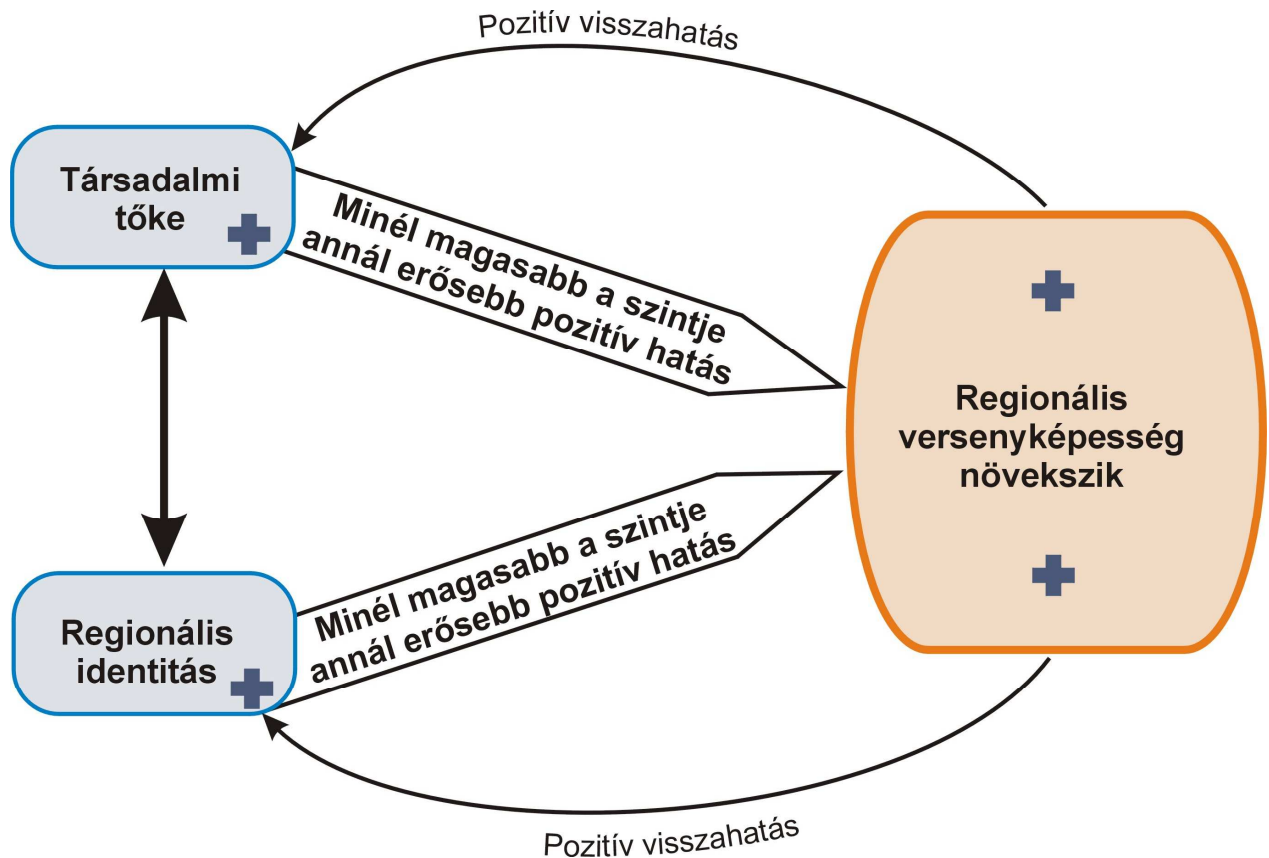 Pozitív visszahatás
Társadalmi
tőke
Minél magasabb a szintje
annál erősebb pozitív hatás
Regionális
versenyképesség
növekszik
Minél magasabb a szintje
annál erősebb pozitív hatás
Regionális
identitás
Pozitív visszahatás